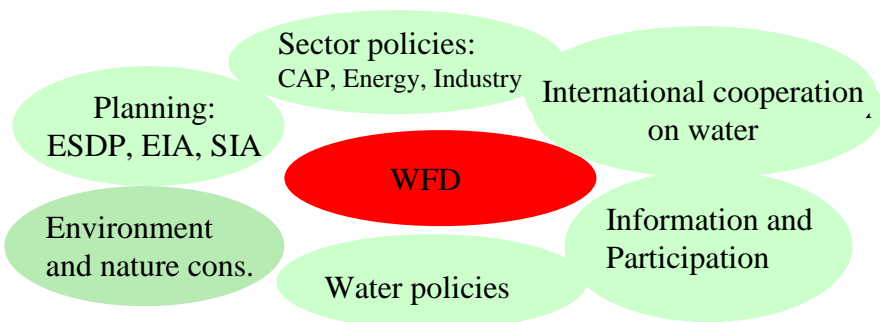 Sector policies:
CAP, Energy, Industry
Planning:
ESDP, EIA, SIA
International cooperation
on water
WFD
Environment
and nature cons.
Information and
Participation
Water policies